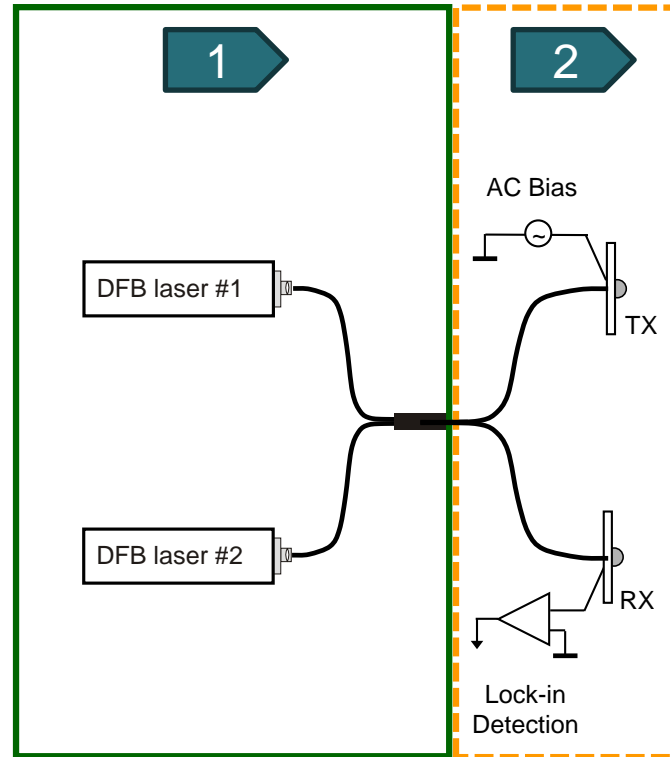 1
2
AC Bias
~
DFB laser #1
TX
DFB laser #2
RX
Lock-in
Detection